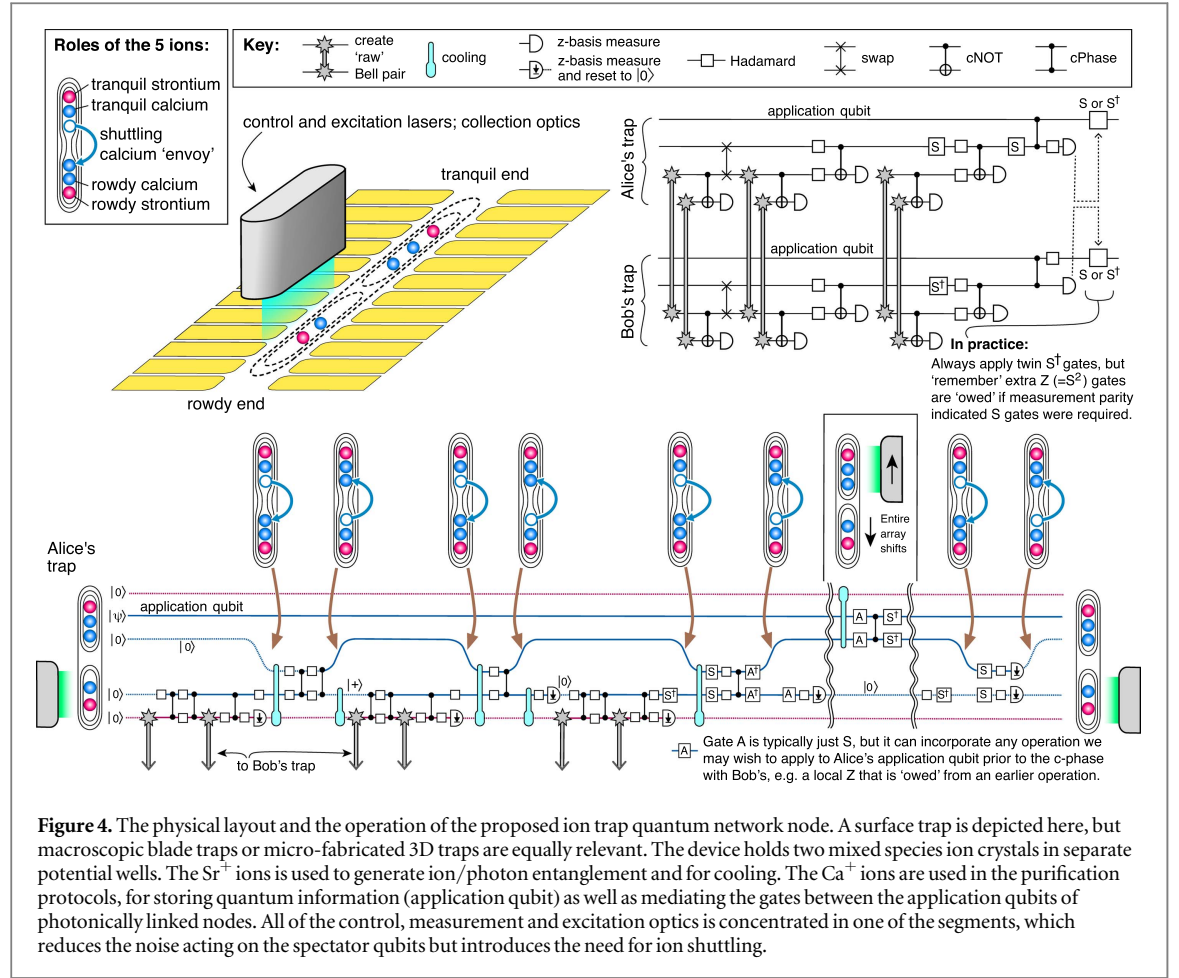 Roles of the 5 ions:
tranquil strontium
tranquil calcium
shuttling
calcium ‘envoy’
rowdy calcium
rowdy strontium
Key:
create
‘raw’
Bell pair
cooling
z-basis measure
z-basis measure
and reset to |0⟩
Hadamard
swap
cNOT
cPhase
control and excitation lasers; collection optics
tranquil end
rowdy end
Alice's trap
application qubit
S or S†
S
S
Bob's trap
application qubit
S†
S or S†
In practice:
Always apply twin S† gates, but
‘remember’ extra Z (=S²) gates
are ‘owed’ if measurement parity
indicated S gates were required.
Entire
array
shifts
Alice's
trap
|0⟩
application qubit
|ψ⟩
|0⟩
|0⟩
A
S†
A
S†
|0⟩
|+⟩
|0⟩
S†
S
A†
S
A†
A
|0⟩
S†
S
S
|0⟩
to Bob's trap
A
Gate A is typically just S, but it can incorporate any operation we
may wish to apply to Alice's application qubit prior to the c-phase
with Bob's, e.g. a local Z that is ‘owed’ from an earlier operation.
Figure 4. The physical layout and the operation of the proposed ion trap quantum network node. A surface trap is depicted here, but
macroscopic blade traps or micro-fabricated 3D traps are equally relevant. The device holds two mixed species ion crystals in separate
potential wells. The Sr⁺ ions is used to generate ion/photon entanglement and for cooling. The Ca⁺ ions are used in the purification
protocols, for storing quantum information (application qubit) as well as mediating the gates between the application qubits of
photonically linked nodes. All of the control, measurement and excitation optics is concentrated in one of the segments, which
reduces the noise acting on the spectator qubits but introduces the need for ion shuttling.